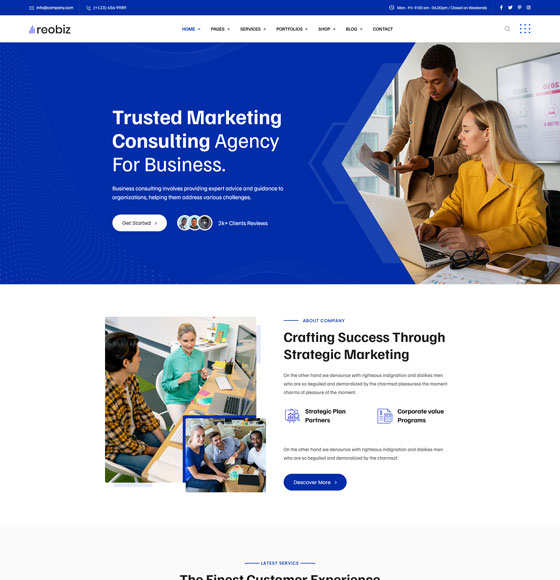 info@company.com (+123) 456-9989 Mon - Fri: 9:00 am - 06.00pm / Closed on Weekends
reobiz HOME + PAGES + SERVICES + PORTFOLIOS + SHOP + BLOG + CONTACT
Trusted Marketing
Consulting Agency
For Business.
Business consulting involves providing expert advice and guidance to
organizations, helping them address various challenges.
Get Started 2k+ Clients Reviews
ABOUT COMPANY
Crafting Success Through
Strategic Marketing
On the other hand we denounce with righteous indignation and dislikes men
who are so beguiled and demoralized by the charmsst pleasuress the moment
charms of pleasure of the moment.
Strategic Plan
Partners
Corporate value
Programs
On the other hand we denounce with righteous indignation and dislikes men
who are so beguiled and demoralized by the charmsst
Descover More
LATEST SERVICE
The Finest Customer Experience